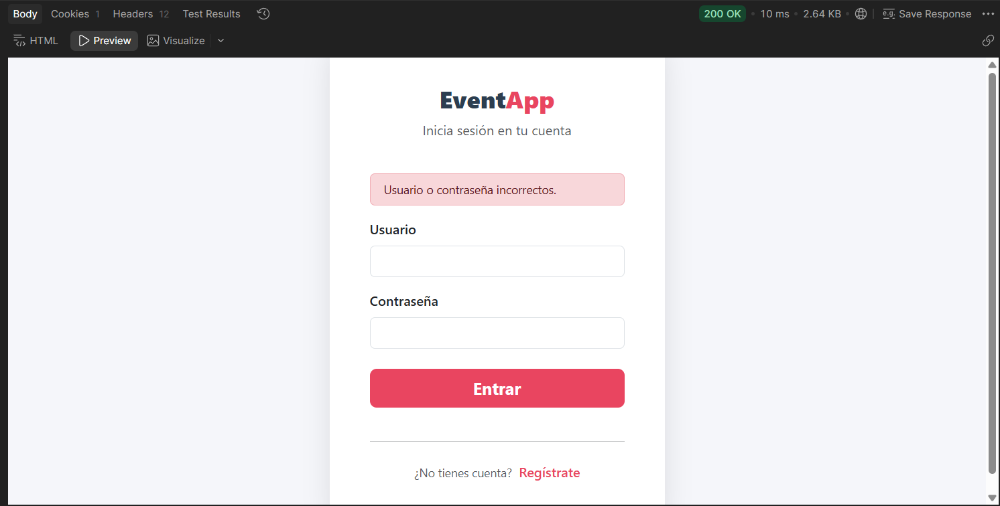 Body Cookies 1 Headers 12 Test Results 200 OK • 10 ms • 2.64 KB • e.g. Save Response
HTML Preview Visualize
EventApp
Inicia sesión en tu cuenta
Usuario o contraseña incorrectos.
Usuario
Contraseña
Entrar
¿No tienes cuenta? Regístrate